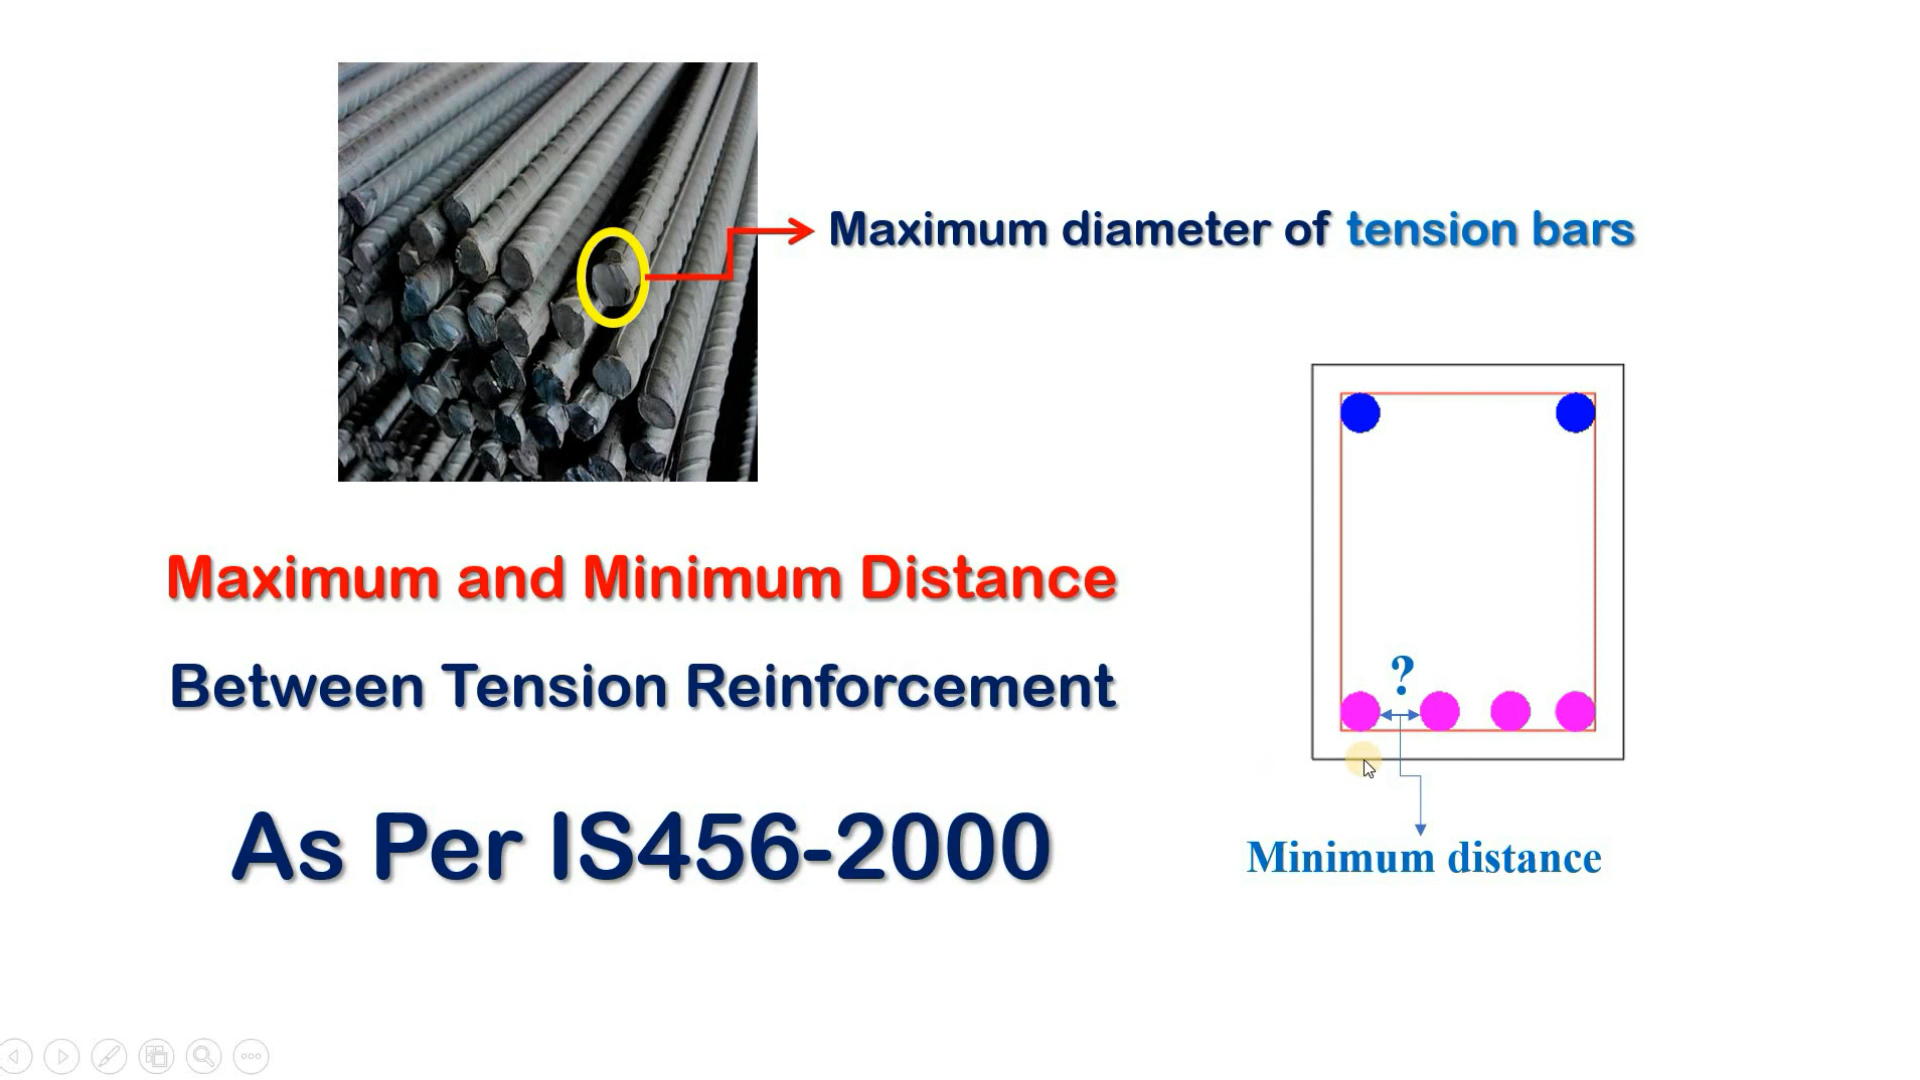 Maximum diameter of tension bars
Maximum and Minimum Distance
Between Tension Reinforcement
?
As Per IS456-2000
Minimum distance